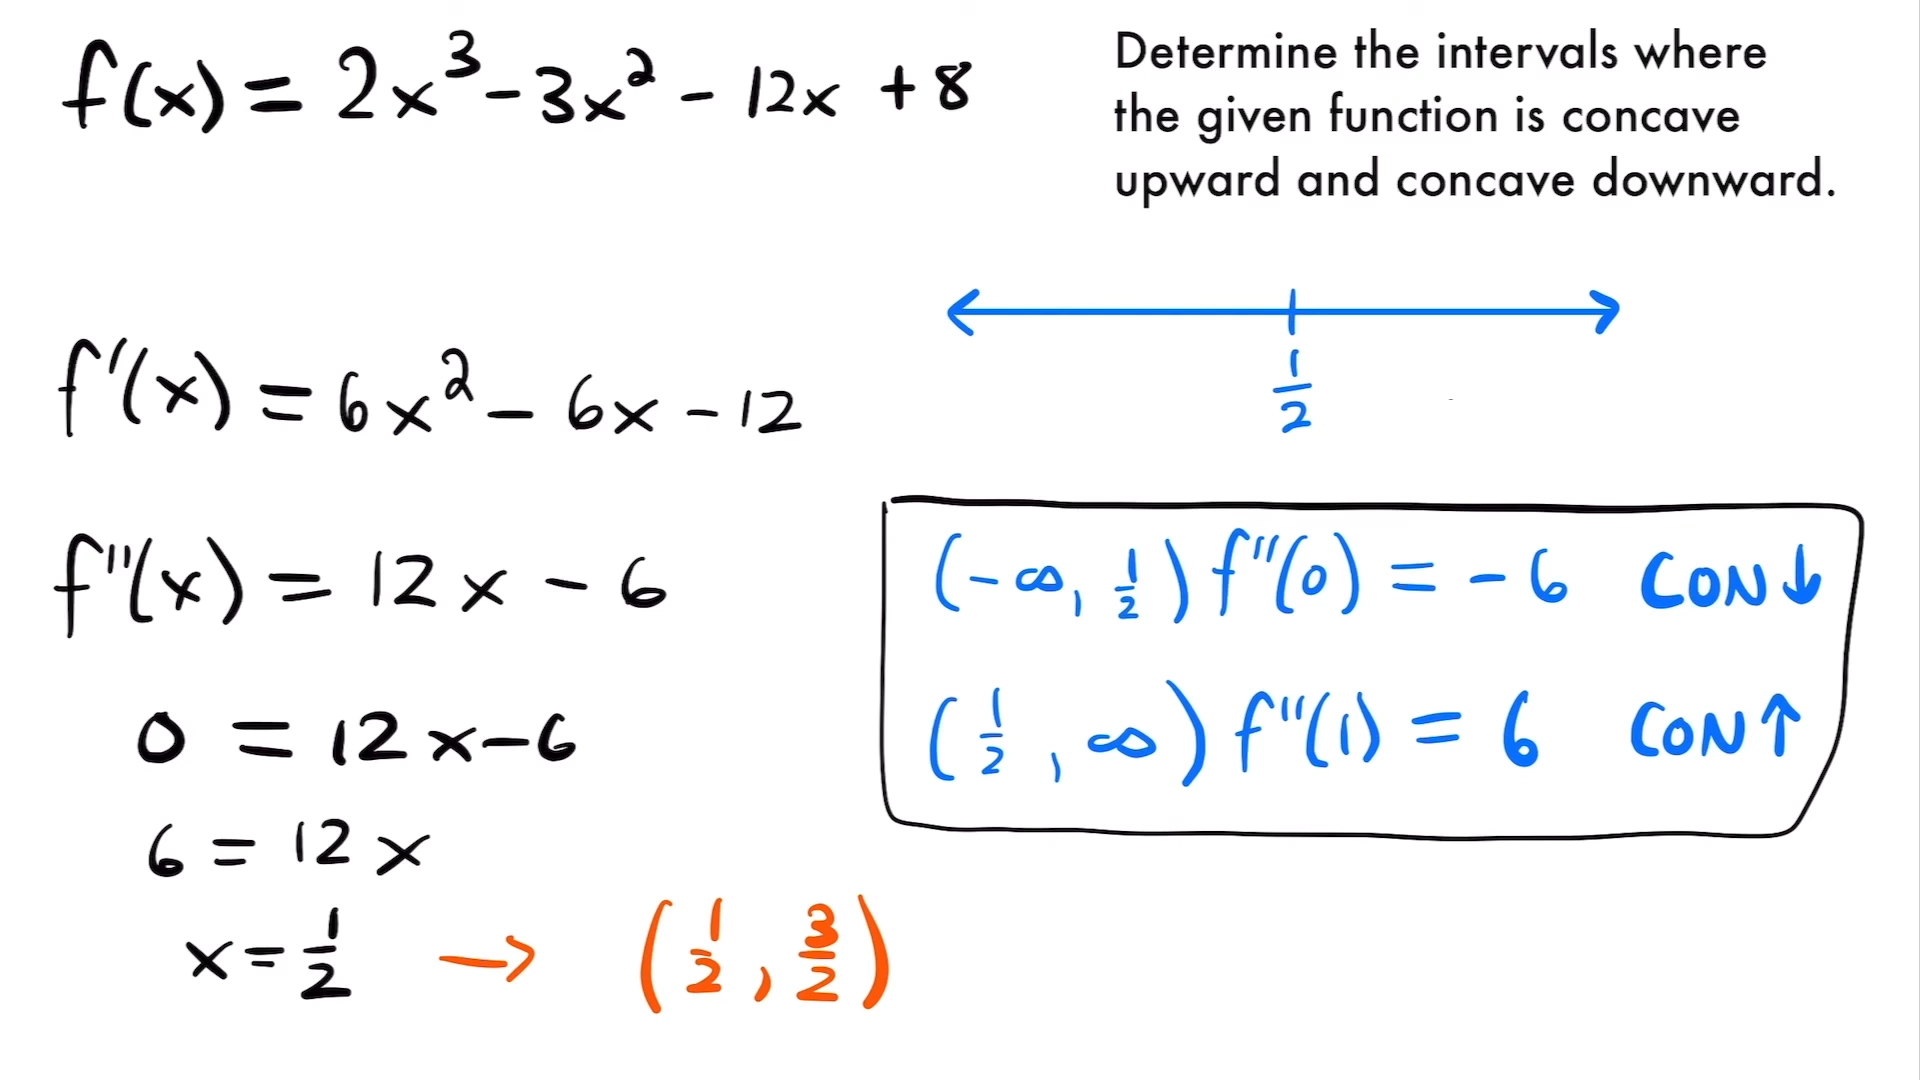 f(x) = 2x³ - 3x² - 12x + 8
Determine the intervals where
the given function is concave
upward and concave downward.
1/2
f'(x) = 6x² - 6x - 12
f''(x) = 12x - 6
0 = 12x - 6
6 = 12x
x = 1/2 → (1/2, 3/2)
(-∞, 1/2) f''(0) = -6 CON↓
(1/2, ∞) f''(1) = 6 CON↑